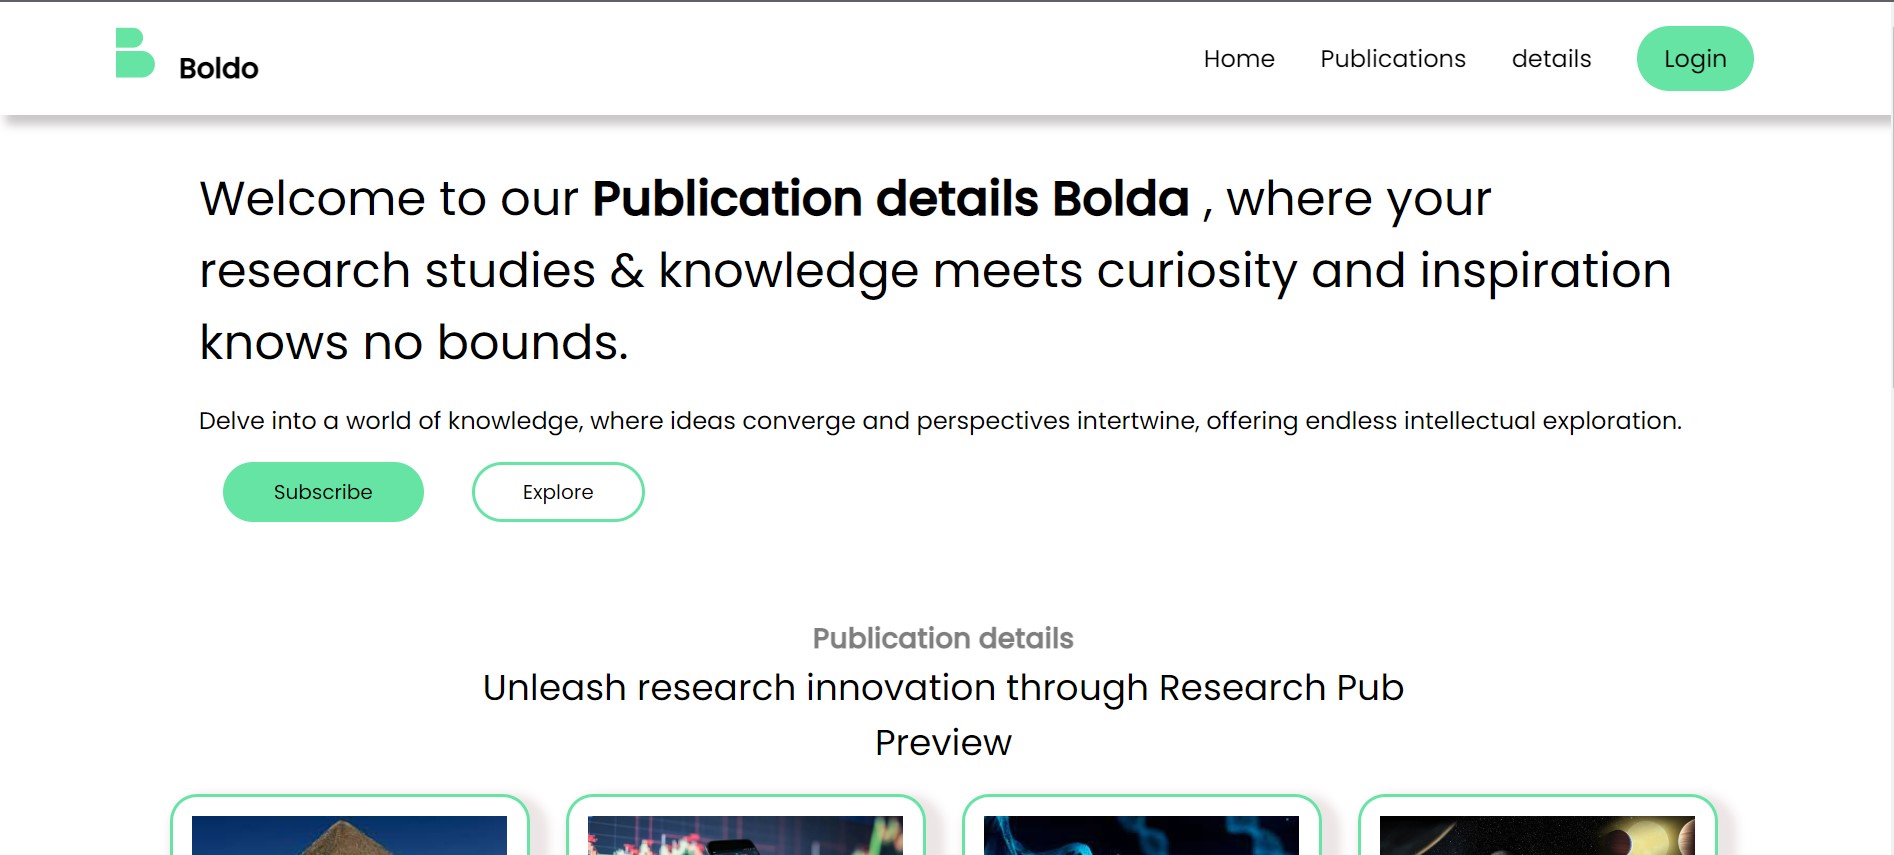 Boldo
Home Publications details Login
Welcome to our Publication details Bolda , where your
research studies & knowledge meets curiosity and inspiration
knows no bounds.
Delve into a world of knowledge, where ideas converge and perspectives intertwine, offering endless intellectual exploration.
Subscribe Explore
Publication details
Unleash research innovation through Research Pub
Preview